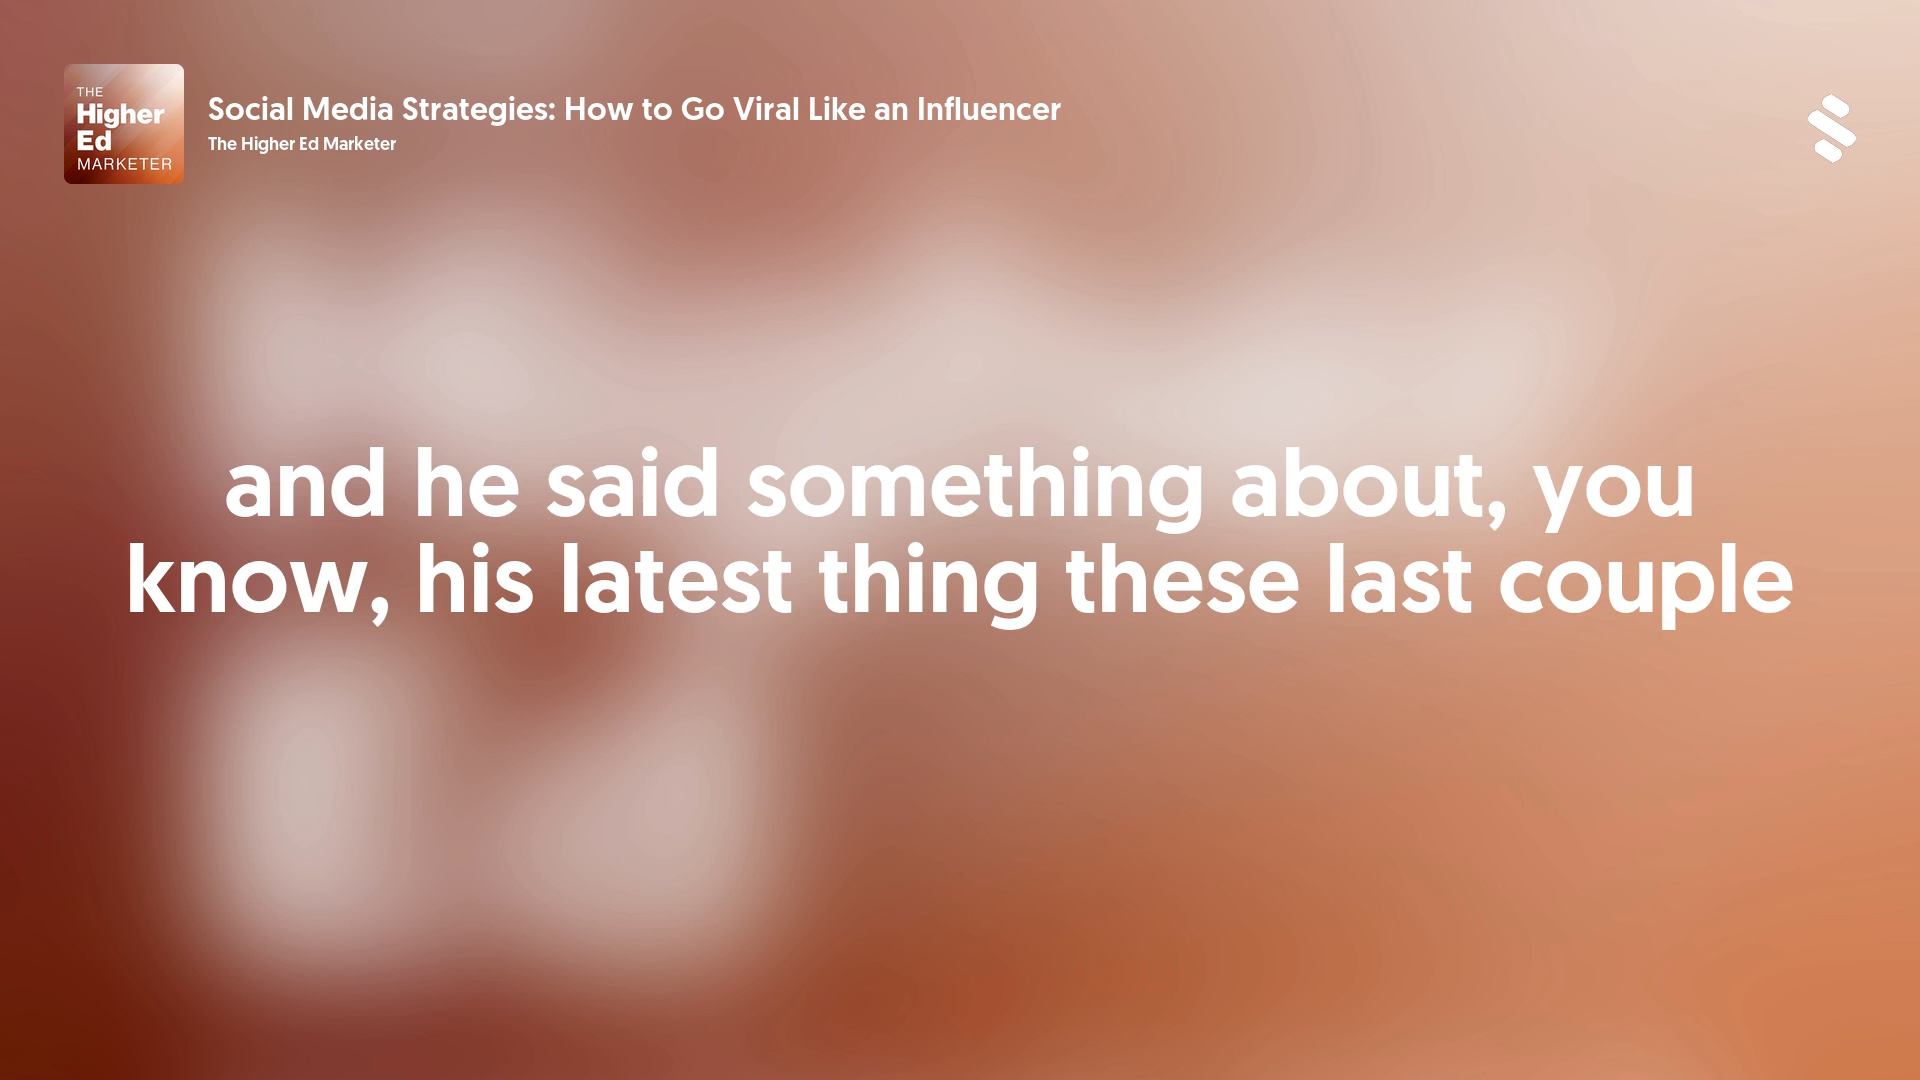 THE
Higher
Ed
MARKETER
Social Media Strategies: How to Go Viral Like an Influencer
The Higher Ed Marketer
and he said something about, you
know, his latest thing these last couple